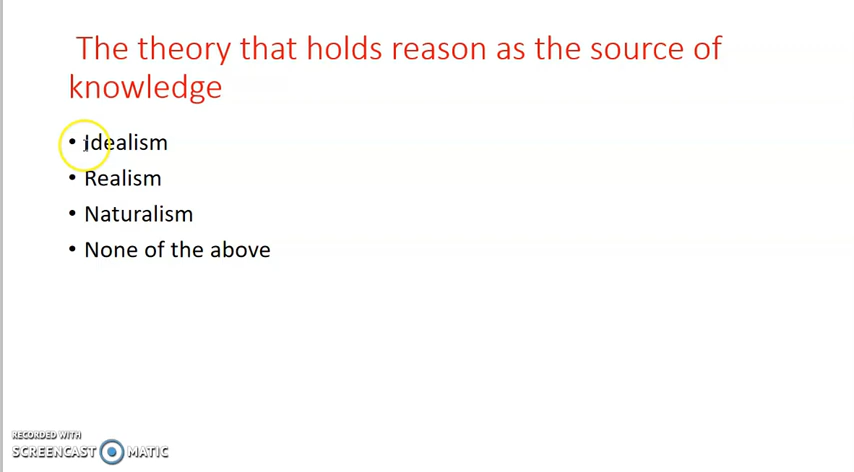 The theory that holds reason as the source of
knowledge
• Idealism
• Realism
• Naturalism
• None of the above
RECORDED WITH
SCREENCAST MATIC